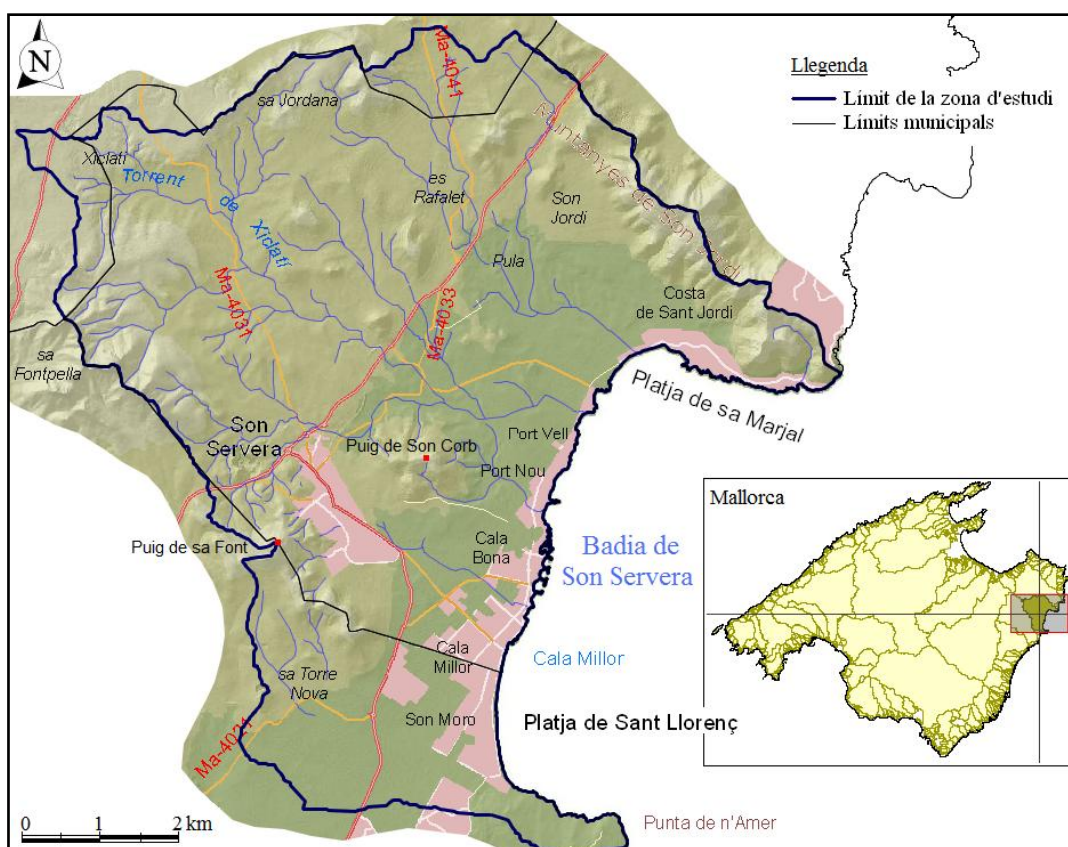 N
Ma-4041
Llegenda
Límit de la zona d'estudi
Límits municipals
sa Jordana
Xiclatí
Torrent
de
Xiclatí
es
Rafalet
Muntanyes de Son Jordi
Son
Jordi
Pula
Ma-4031
Ma-4033
Costa
de Sant Jordi
sa
Fontpella
Platja de sa Marjal
Son
Servera
Puig de Son Corb
Port Vell
Port Nou
Mallorca
Puig de sa Font
Cala
Bona
Badia de
Son Servera
Cala
Millor
Cala Millor
sa Torre
Nova
Son Moro
Platja de Sant Llorenç
Ma-4021
0 1 2 km
Punta de n'Amer